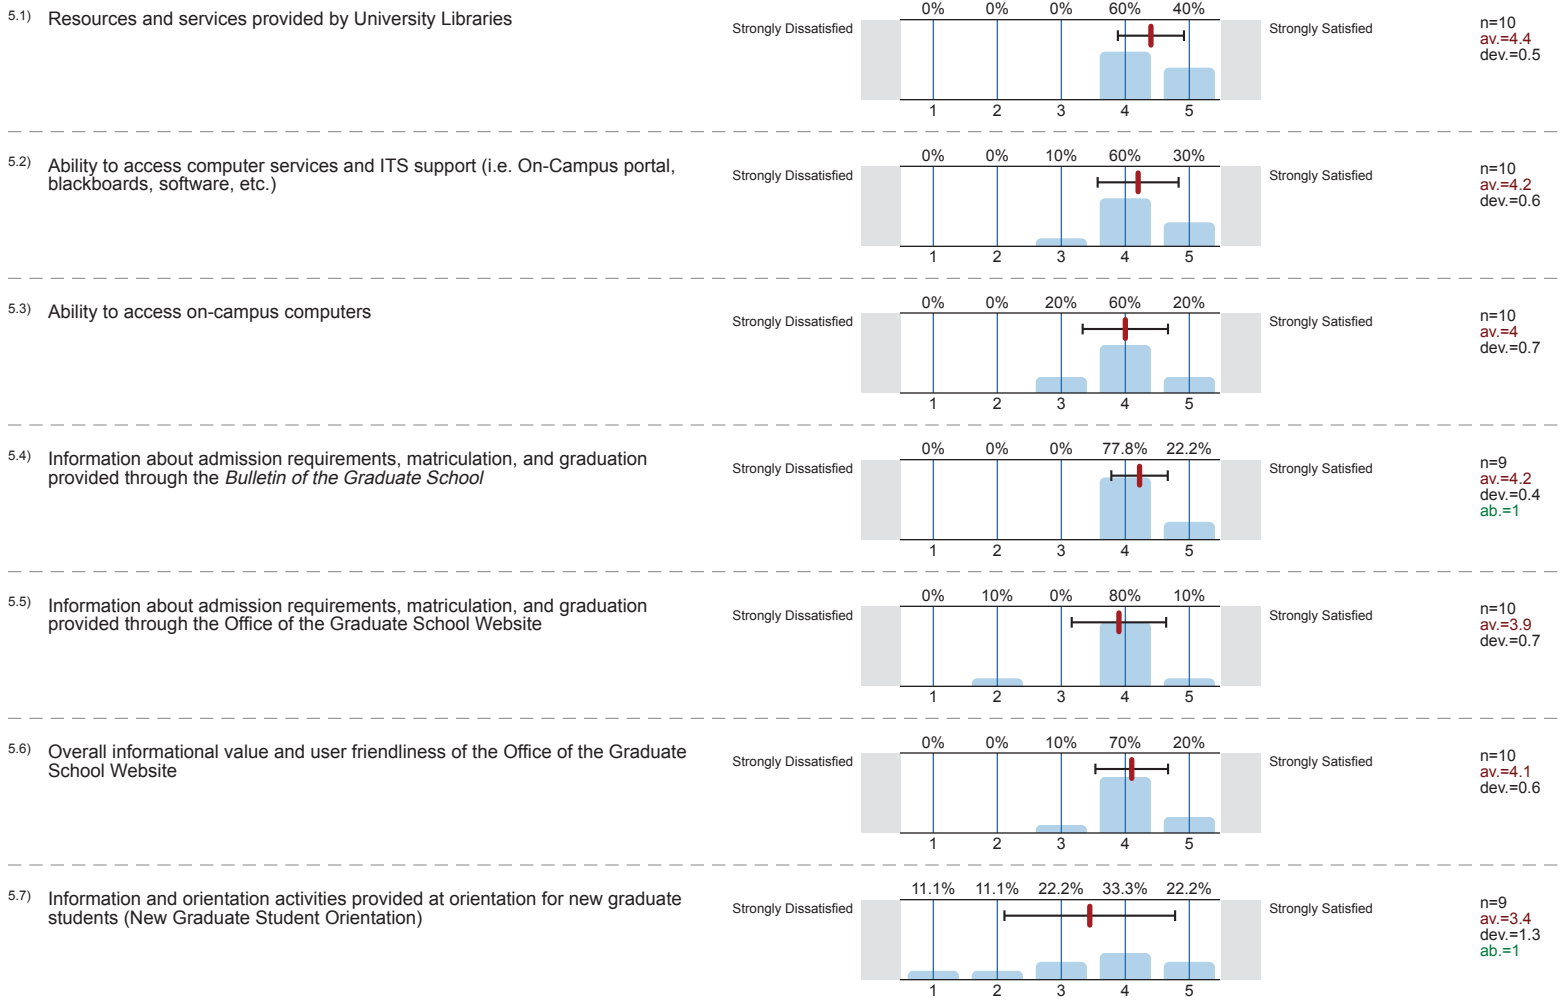 5.1) Resources and services provided by University Libraries
0% 0% 0% 60% 40%
Strongly Dissatisfied
Strongly Satisfied
n=10
av.=4.4
dev.=0.5
1 2 3 4 5
5.2) Ability to access computer services and ITS support (i.e. On-Campus portal,
blackboards, software, etc.)
0% 0% 10% 60% 30%
Strongly Dissatisfied
Strongly Satisfied
n=10
av.=4.2
dev.=0.6
1 2 3 4 5
5.3) Ability to access on-campus computers
0% 0% 20% 60% 20%
Strongly Dissatisfied
Strongly Satisfied
n=10
av.=4
dev.=0.7
1 2 3 4 5
5.4) Information about admission requirements, matriculation, and graduation
provided through the Bulletin of the Graduate School
0% 0% 0% 77.8% 22.2%
Strongly Dissatisfied
Strongly Satisfied
n=9
av.=4.2
dev.=0.4
ab.=1
1 2 3 4 5
5.5) Information about admission requirements, matriculation, and graduation
provided through the Office of the Graduate School Website
0% 10% 0% 80% 10%
Strongly Dissatisfied
Strongly Satisfied
n=10
av.=3.9
dev.=0.7
1 2 3 4 5
5.6) Overall informational value and user friendliness of the Office of the Graduate
School Website
0% 0% 10% 70% 20%
Strongly Dissatisfied
Strongly Satisfied
n=10
av.=4.1
dev.=0.6
1 2 3 4 5
5.7) Information and orientation activities provided at orientation for new graduate
students (New Graduate Student Orientation)
11.1% 11.1% 22.2% 33.3% 22.2%
Strongly Dissatisfied
Strongly Satisfied
n=9
av.=3.4
dev.=1.3
ab.=1
1 2 3 4 5